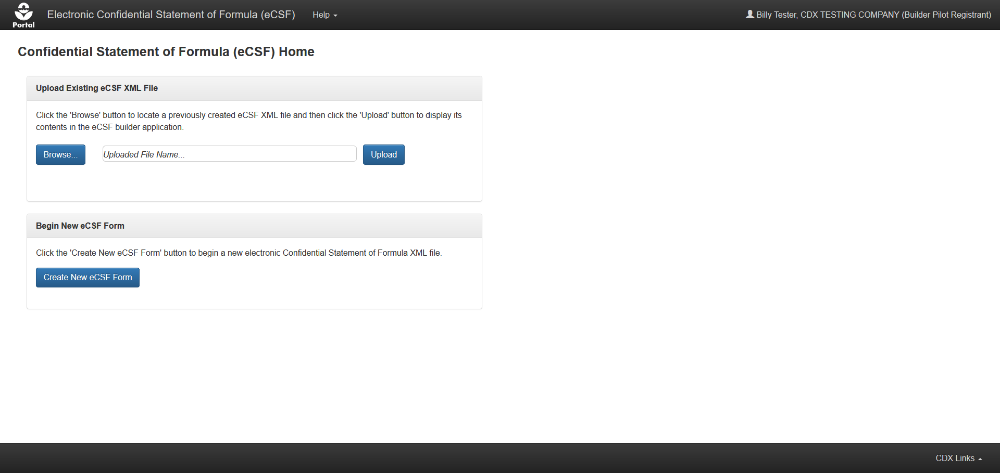 Portal
Electronic Confidential Statement of Formula (eCSF)
Help
Billy Tester, CDX TESTING COMPANY (Builder Pilot Registrant)
Confidential Statement of Formula (eCSF) Home
Upload Existing eCSF XML File
Click the 'Browse' button to locate a previously created eCSF XML file and then click the 'Upload' button to display its
contents in the eCSF builder application.
Browse...
Uploaded File Name...
Upload
Begin New eCSF Form
Click the 'Create New eCSF Form' button to begin a new electronic Confidential Statement of Formula XML file.
Create New eCSF Form
CDX Links